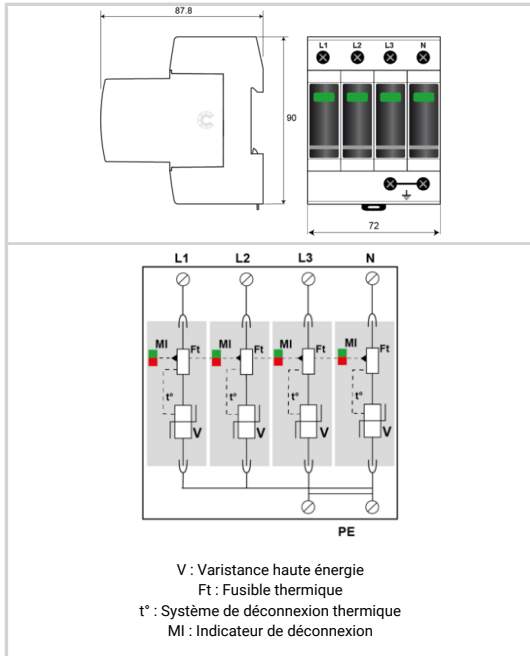 87.8
L1 L2 L3 N
90
72
L1 L2 L3 N
MI Ft MI Ft MI Ft MI Ft
t° t° t° t°
V V V V
PE
V : Varistance haute énergie
Ft : Fusible thermique
t° : Système de déconnexion thermique
MI : Indicateur de déconnexion